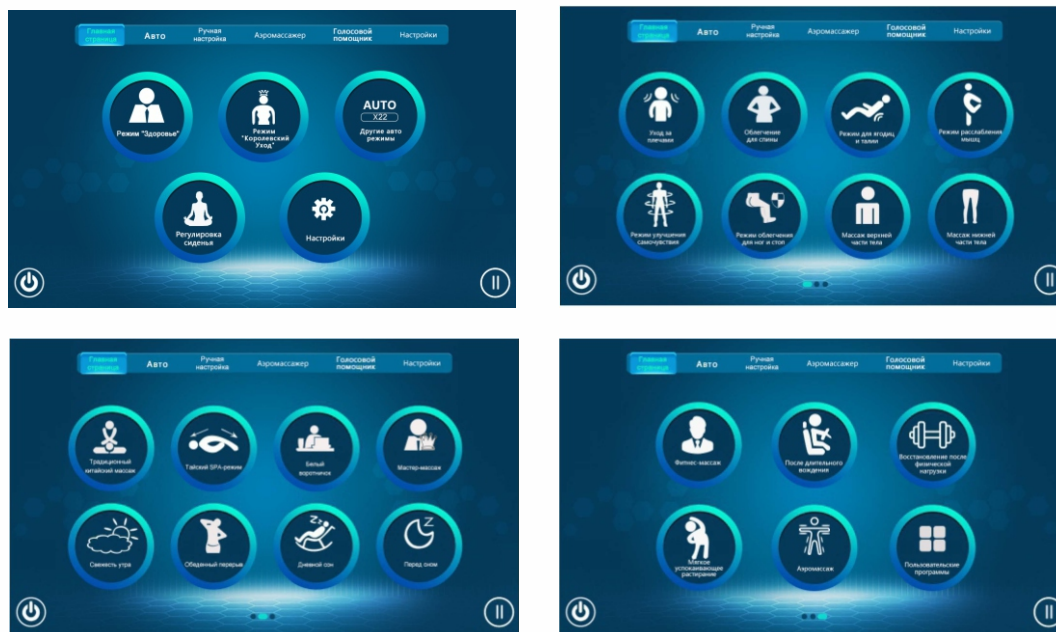 Главная
страница
Авто
Ручная
настройка
Аэромассажер
Голосовой
помощник
Настройки
Режим "Здоровье"
Режим
"Королевский
Уход"
AUTO
X22
Другие авто
режимы
Регулировка
сиденья
Настройки
Главная
страница
Авто
Ручная
настройка
Аэромассажер
Голосовой
помощник
Настройки
Уход за
плечами
Облегчение
для спины
Режим для ягодиц
и талии
Режим расслабления
мышц
Режим улучшения
самочувствия
Режим облегчения
для ног и стоп
Массаж верхней
части тела
Массаж нижней
части тела
Главная
страница
Авто
Ручная
настройка
Аэромассажер
Голосовой
помощник
Настройки
Традиционный
китайский массаж
Тайский SPA-режим
Белый
воротничок
Мастер-массаж
Свежесть утра
Обеденный перерыв
Дневной сон
Перед сном
Главная
страница
Авто
Ручная
настройка
Аэромассажер
Голосовой
помощник
Настройки
Фитнес-массаж
После длительного
вождения
Восстановление после
физической
нагрузки
Мягкое
успокаивающее
растирание
Аэромассаж
Пользовательские
программы